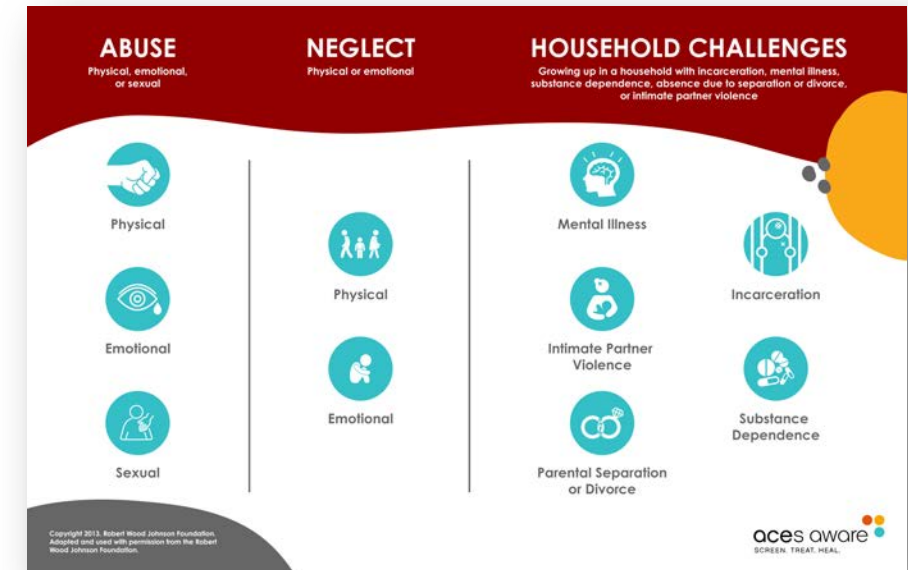 ABUSE
Physical, emotional,
or sexual
NEGLECT
Physical or emotional
HOUSEHOLD CHALLENGES
Growing up in a household with incarceration, mental illness,
substance dependence, absence due to separation or divorce,
or intimate partner violence
Physical
Emotional
Sexual
Physical
Emotional
Mental Illness
Intimate Partner
Violence
Parental Separation
or Divorce
Incarceration
Substance
Dependence
Copyright 2013. Robert Wood Johnson Foundation.
Adapted and used with permission from the Robert
Wood Johnson Foundation.
aces aware
SCREEN. TREAT. HEAL.